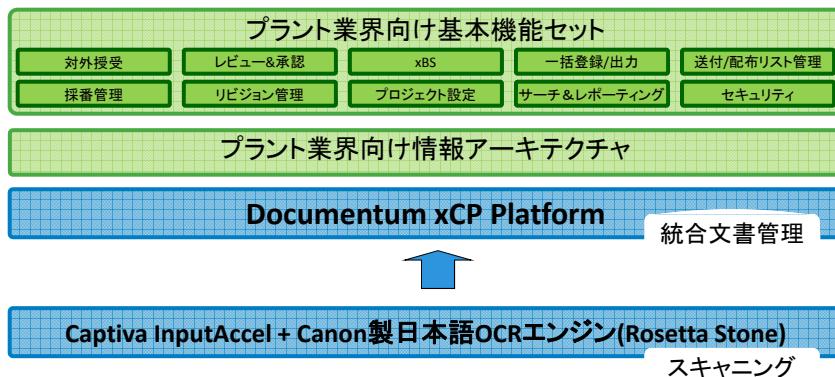 プラント業界向け基本機能セット
対外授受 レビュー&承認 xBS 一括登録/出力 送付/配布リスト管理
採番管理 リビジョン管理 プロジェクト設定 サーチ&レポーティング セキュリティ
プラント業界向け情報アーキテクチャ
Documentum xCP Platform
統合文書管理
Captiva InputAccel + Canon製日本語OCRエンジン(Rosetta Stone)
スキャニング